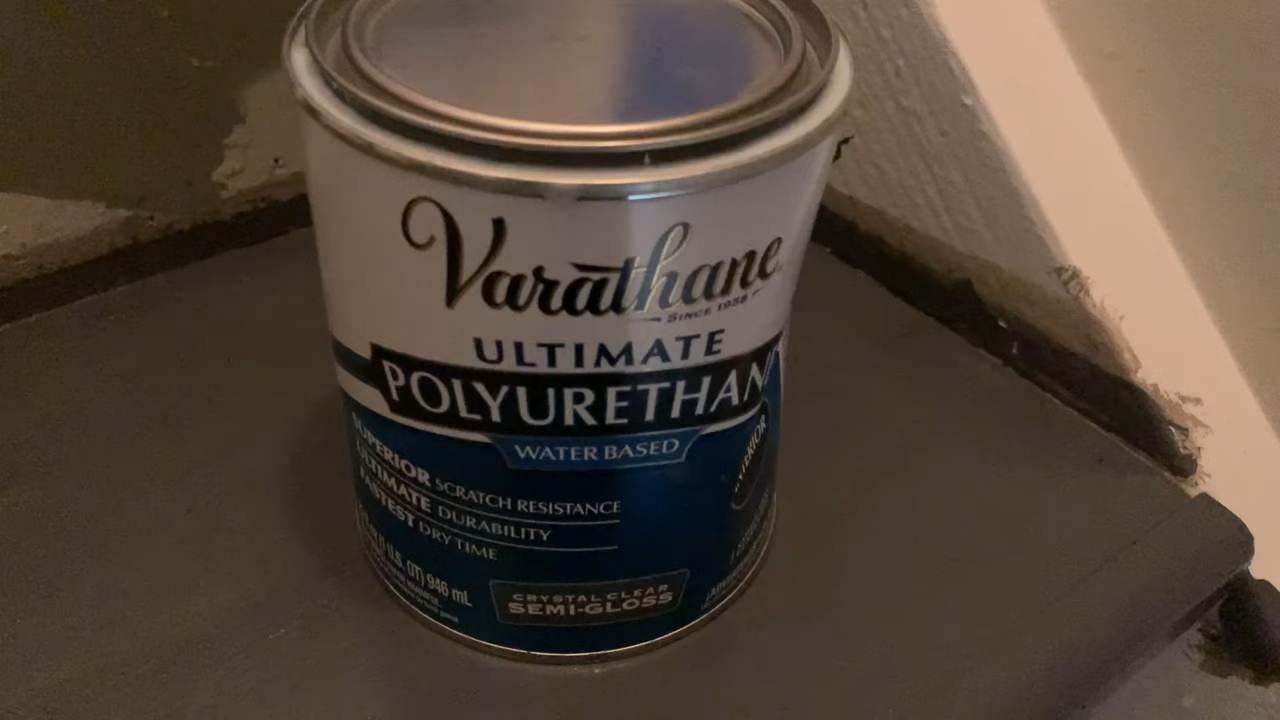 Varathane
SINCE 1958
ULTIMATE
POLYURETHAN
WATER BASED
SUPERIOR SCRATCH RESISTANCE
ULTIMATE DURABILITY
FASTEST DRY TIME
946 mL
CRYSTAL CLEAR
SEMI-GLOSS